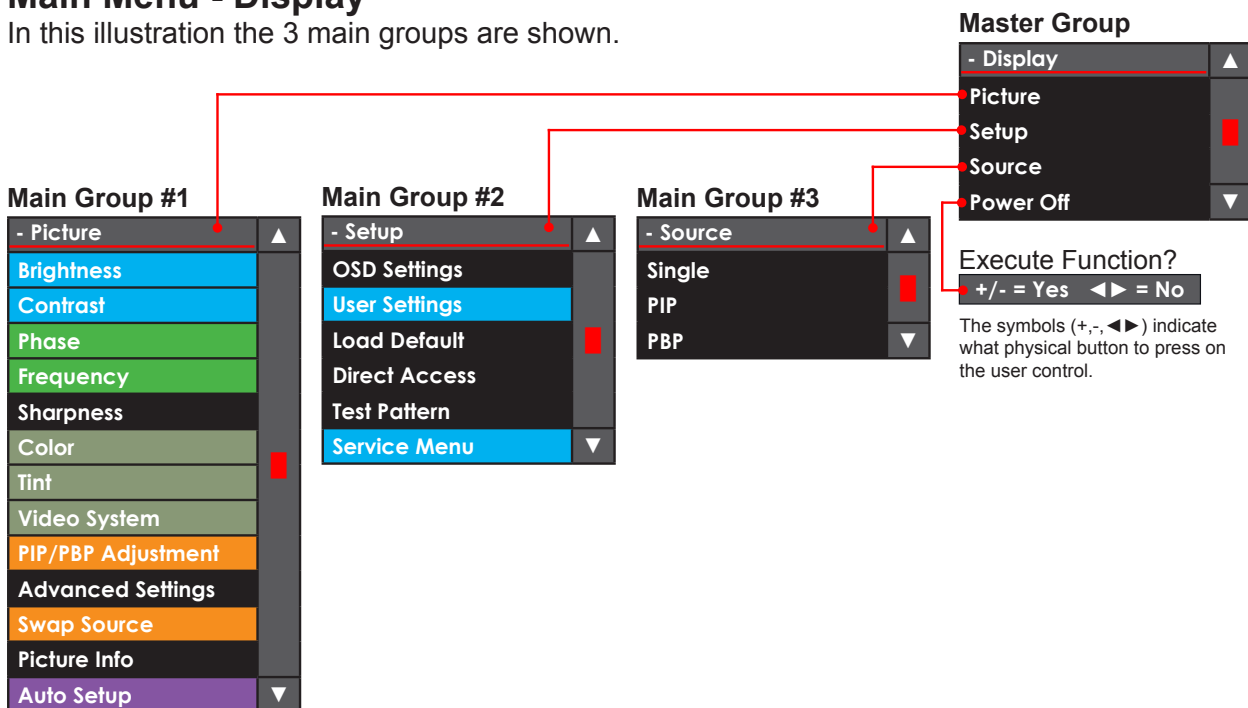 Main Menu - Display
In this illustration the 3 main groups are shown.
Master Group
- Display ▲
Picture
Setup
Source
Power Off ▼
Execute Function?
+/- = Yes ◄► = No
The symbols (+,-,◄►) indicate
what physical button to press on
the user control.
Main Group #1
- Picture ▲
Brightness
Contrast
Phase
Frequency
Sharpness
Color
Tint
Video System
PIP/PBP Adjustment
Advanced Settings
Swap Source
Picture Info
Auto Setup ▼
Main Group #2
- Setup ▲
OSD Settings
User Settings
Load Default
Direct Access
Test Pattern
Service Menu ▼
Main Group #3
- Source ▲
Single
PIP
PBP ▼